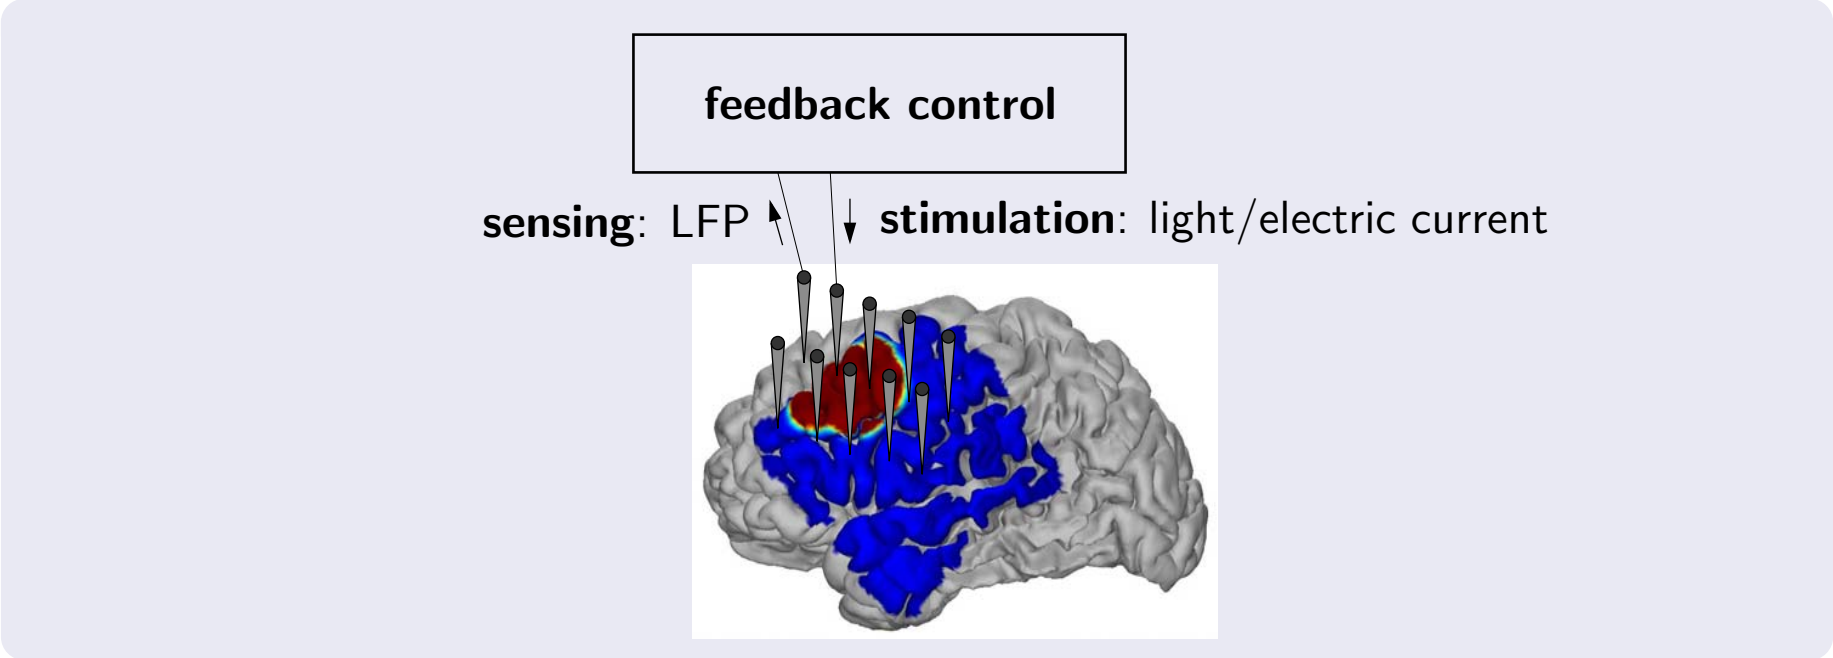 feedback control
sensing: LFP
stimulation: light/electric current